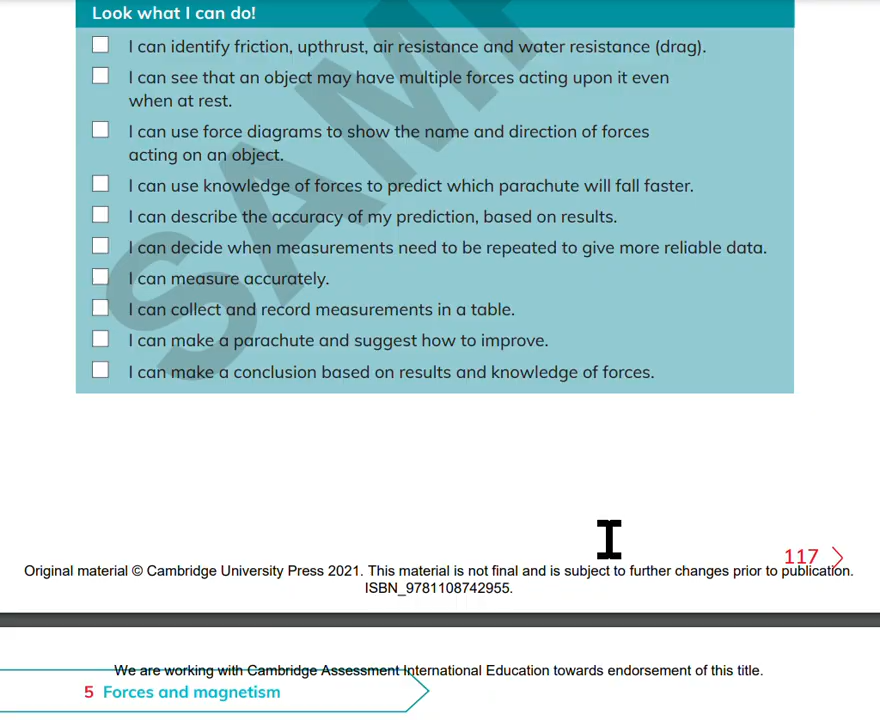 Look what I can do!
I can identify friction, upthrust, air resistance and water resistance (drag).
I can see that an object may have multiple forces acting upon it even
when at rest.
I can use force diagrams to show the name and direction of forces
acting on an object.
I can use knowledge of forces to predict which parachute will fall faster.
I can describe the accuracy of my prediction, based on results.
I can decide when measurements need to be repeated to give more reliable data.
I can measure accurately.
I can collect and record measurements in a table.
I can make a parachute and suggest how to improve.
I can make a conclusion based on results and knowledge of forces.
SAMP
117
Original material © Cambridge University Press 2021. This material is not final and is subject to further changes prior to publication.
ISBN_9781108742955.
We are working with Cambridge Assessment International Education towards endorsement of this title.
5 Forces and magnetism